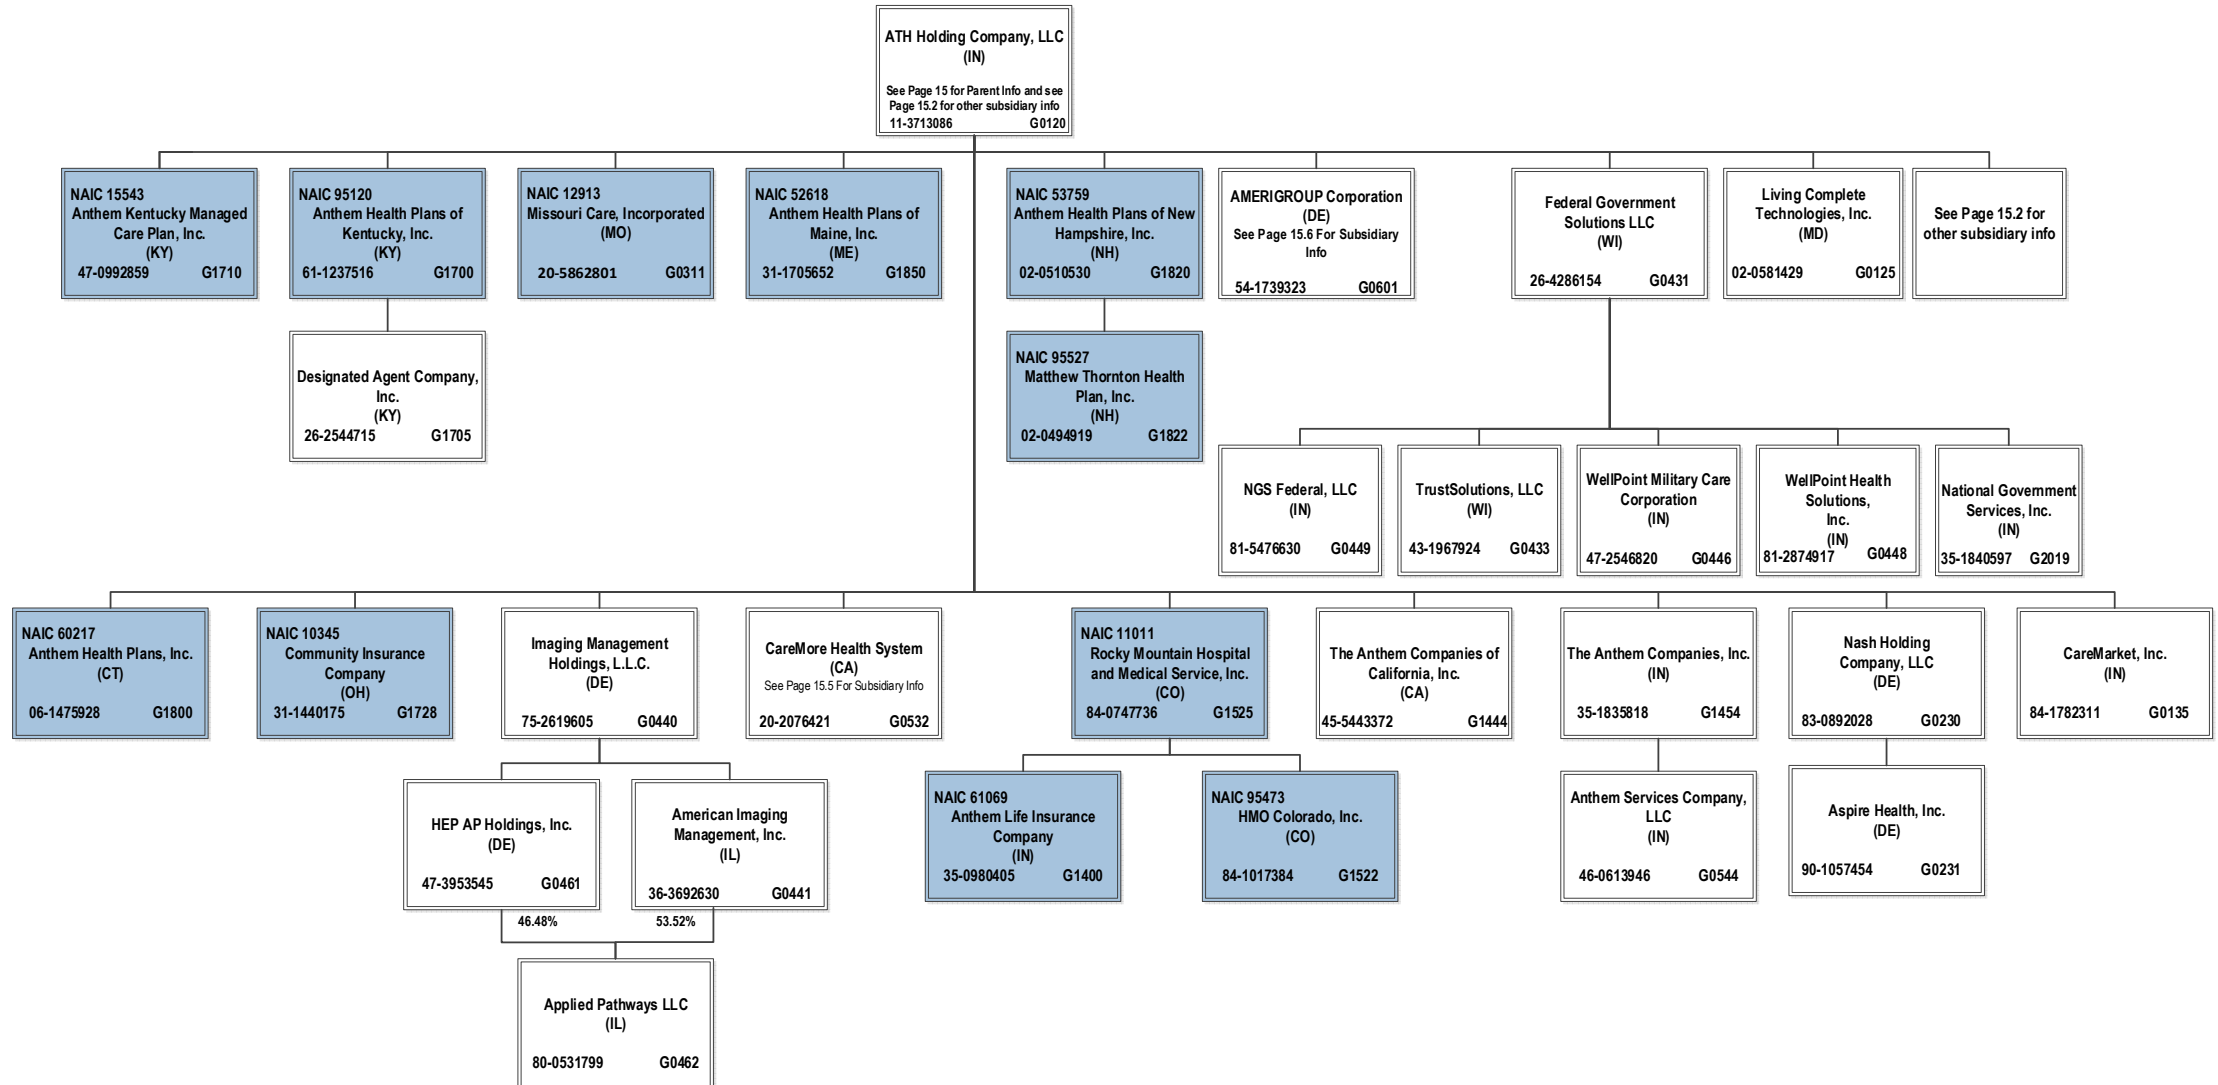 ATH Holding Company, LLC
(IN)
See Page 15 for Parent Info and see
Page 15.2 for other subsidiary info
11-3713086 G0120
NAIC 15543
Anthem Kentucky Managed
Care Plan, Inc.
(KY)
47-0992859 G1710
NAIC 95120
Anthem Health Plans of
Kentucky, Inc.
(KY)
61-1237516 G1700
NAIC 12913
Missouri Care, Incorporated
(MO)
20-5862801 G0311
NAIC 52618
Anthem Health Plans of
Maine, Inc.
(ME)
31-1705652 G1850
NAIC 53759
Anthem Health Plans of New
Hampshire, Inc.
(NH)
02-0510530 G1820
AMERIGROUP Corporation
(DE)
See Page 15.6 For Subsidiary
Info
54-1739323 G0601
Federal Government
Solutions LLC
(WI)
26-4286154 G0431
Living Complete
Technologies, Inc.
(MD)
02-0581429 G0125
See Page 15.2 for
other subsidiary info
Designated Agent Company,
Inc.
(KY)
26-2544715 G1705
NAIC 95527
Matthew Thornton Health
Plan, Inc.
(NH)
02-0494919 G1822
NGS Federal, LLC
(IN)
81-5476630 G0449
TrustSolutions, LLC
(WI)
43-1967924 G0433
WellPoint Military Care
Corporation
(IN)
47-2546820 G0446
WellPoint Health
Solutions,
Inc.
(IN)
81-2874917 G0448
National Government
Services, Inc.
(IN)
35-1840597 G2019
NAIC 60217
Anthem Health Plans, Inc.
(CT)
06-1475928 G1800
NAIC 10345
Community Insurance
Company
(OH)
31-1440175 G1728
Imaging Management
Holdings, L.L.C.
(DE)
75-2619605 G0440
CareMore Health System
(CA)
See Page 15.5 For Subsidiary Info
20-2076421 G0532
NAIC 11011
Rocky Mountain Hospital
and Medical Service, Inc.
(CO)
84-0747736 G1525
The Anthem Companies of
California, Inc.
(CA)
45-5443372 G1444
The Anthem Companies, Inc.
(IN)
35-1835818 G1454
Nash Holding
Company, LLC
(DE)
83-0892028 G0230
CareMarket, Inc.
(IN)
84-1782311 G0135
HEP AP Holdings, Inc.
(DE)
47-3953545 G0461
American Imaging
Management, Inc.
(IL)
36-3692630 G0441
NAIC 61069
Anthem Life Insurance
Company
(IN)
35-0980405 G1400
NAIC 95473
HMO Colorado, Inc.
(CO)
84-1017384 G1522
Anthem Services Company,
LLC
(IN)
46-0613946 G0544
Aspire Health, Inc.
(DE)
90-1057454 G0231
46.48% 53.52%
Applied Pathways LLC
(IL)
80-0531799 G0462